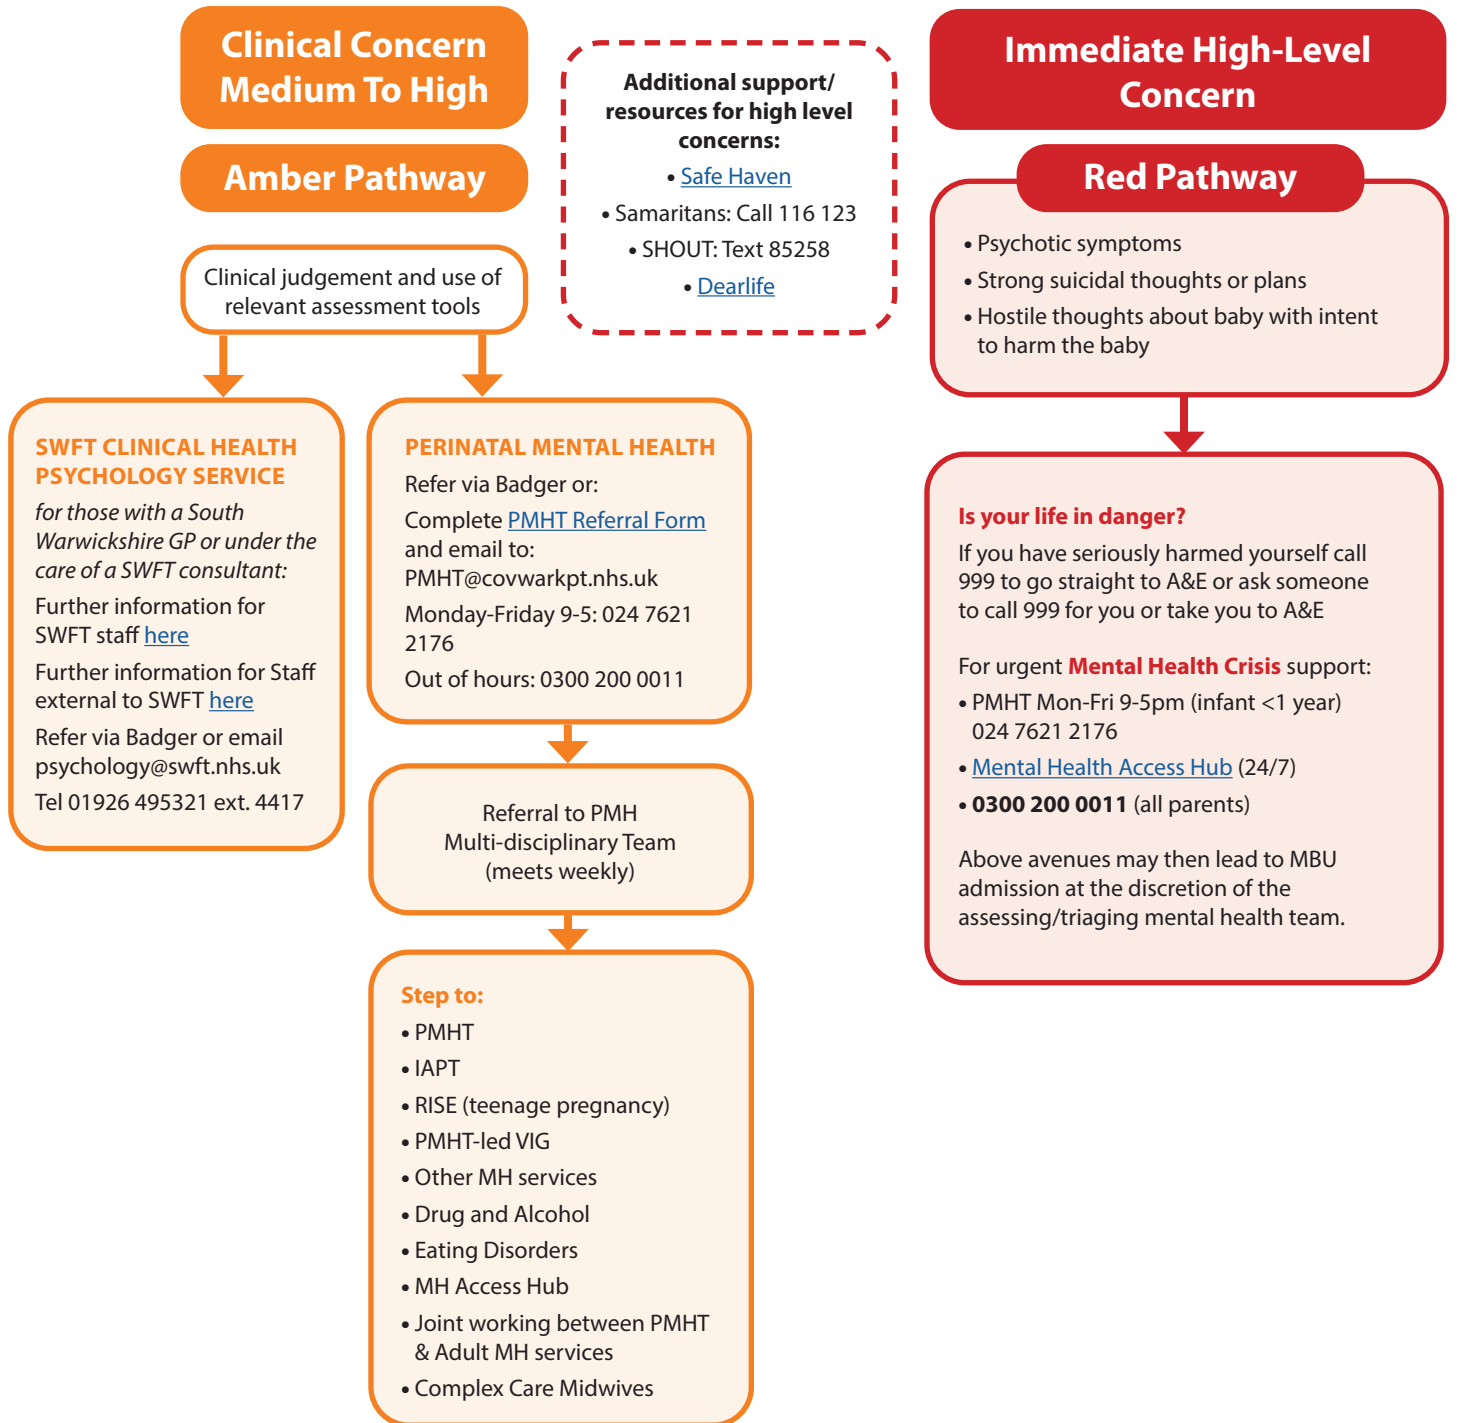 Clinical Concern
Medium To High
Amber Pathway
Clinical judgement and use of
relevant assessment tools
SWFT CLINICAL HEALTH
PSYCHOLOGY SERVICE
for those with a South
Warwickshire GP or under the
care of a SWFT consultant:
Further information for
SWFT staff here
Further information for Staff
external to SWFT here
Refer via Badger or email
psychology@swft.nhs.uk
Tel 01926 495321 ext. 4417
PERINATAL MENTAL HEALTH
Refer via Badger or:
Complete PMHT Referral Form
and email to:
PMHT@covwarkpt.nhs.uk
Monday-Friday 9-5: 024 7621
2176
Out of hours: 0300 200 0011
Referral to PMH
Multi-disciplinary Team
(meets weekly)
Step to:
• PMHT
• IAPT
• RISE (teenage pregnancy)
• PMHT-led VIG
• Other MH services
• Drug and Alcohol
• Eating Disorders
• MH Access Hub
• Joint working between PMHT
& Adult MH services
• Complex Care Midwives
Additional support/
resources for high level
concerns:
• Safe Haven
• Samaritans: Call 116 123
• SHOUT: Text 85258
• Dearlife
Immediate High-Level
Concern
Red Pathway
• Psychotic symptoms
• Strong suicidal thoughts or plans
• Hostile thoughts about baby with intent
to harm the baby
Is your life in danger?
If you have seriously harmed yourself call
999 to go straight to A&E or ask someone
to call 999 for you or take you to A&E
For urgent Mental Health Crisis support:
• PMHT Mon-Fri 9-5pm (infant <1 year)
024 7621 2176
• Mental Health Access Hub (24/7)
• 0300 200 0011 (all parents)
Above avenues may then lead to MBU
admission at the discretion of the
assessing/triaging mental health team.